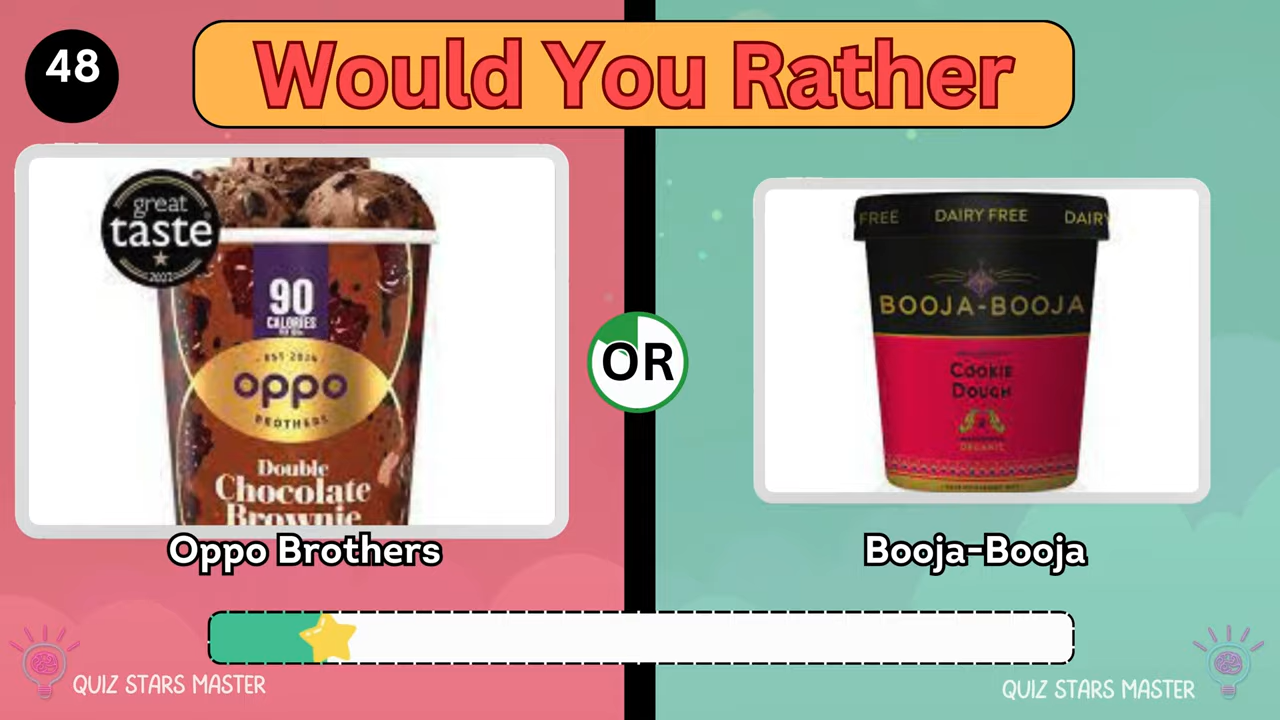 48
Would You Rather
great
taste
2022
90
CALORIES
oppo
BROTHERS
Double
Chocolate
Brownie
Oppo Brothers
OR
FREE DAIRY FREE DAIRY
BOOJA-BOOJA
COOKIE
DOUGH
ORGANIC
Booja-Booja
QUIZ STARS MASTER
QUIZ STARS MASTER